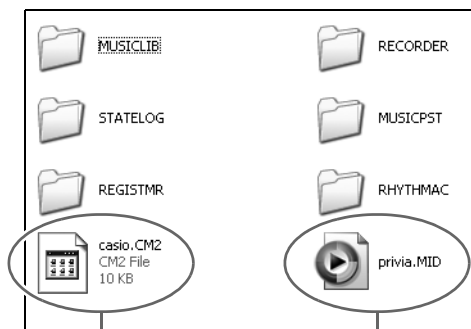 MUSICLIB
RECORDER
STATELOG
MUSICPST
REGISTMR
RHYTHMAC
casio.CM2
CM2 File
10 KB
privia.MID